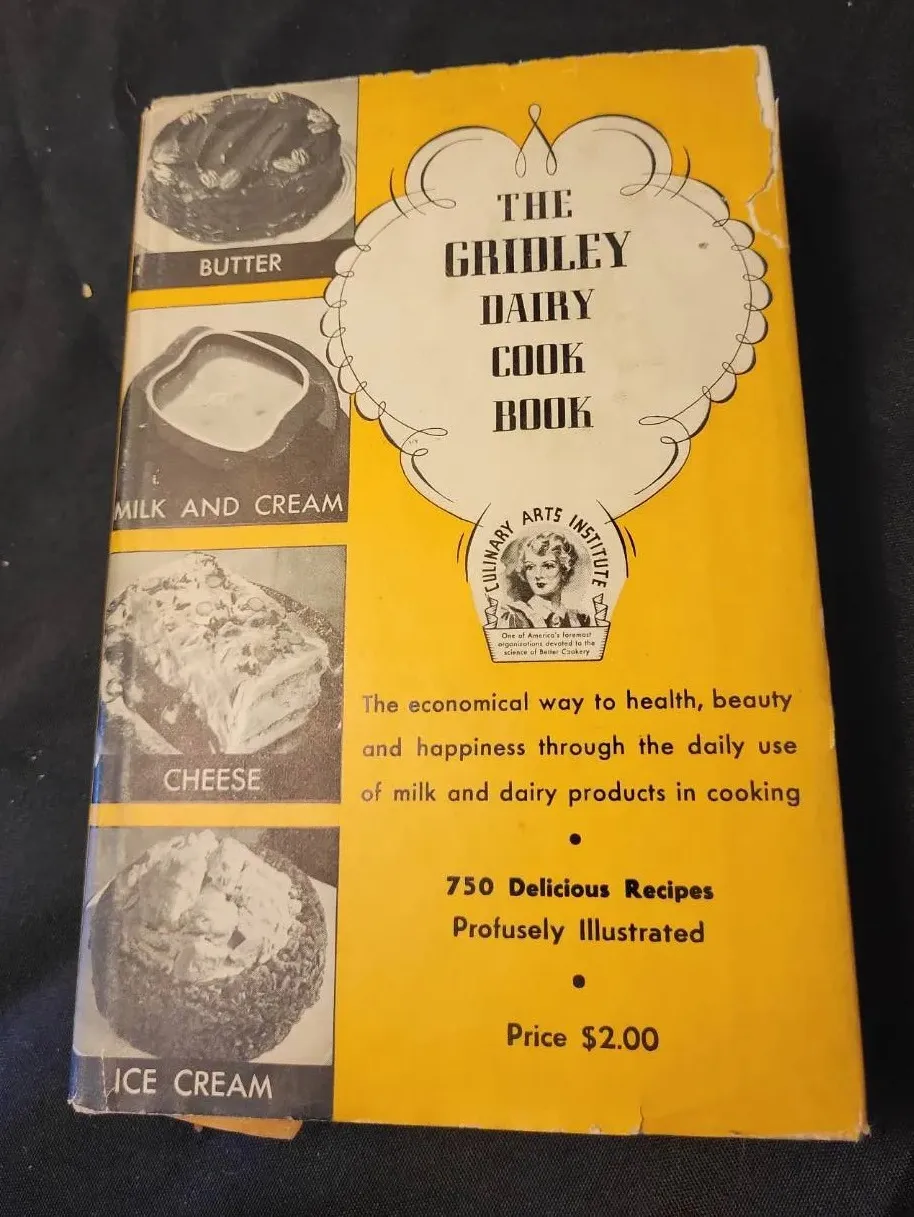 THE
GRIDLEY
DAIRY
COOK
BOOK
BUTTER
MILK AND CREAM
CHEESE
ICE CREAM
CULINARY ARTS INSTITUTE
One of America's foremost
organizations devoted to the
science of Better Cookery
The economical way to health, beauty
and happiness through the daily use
of milk and dairy products in cooking
750 Delicious Recipes
Profusely Illustrated
Price $2.00